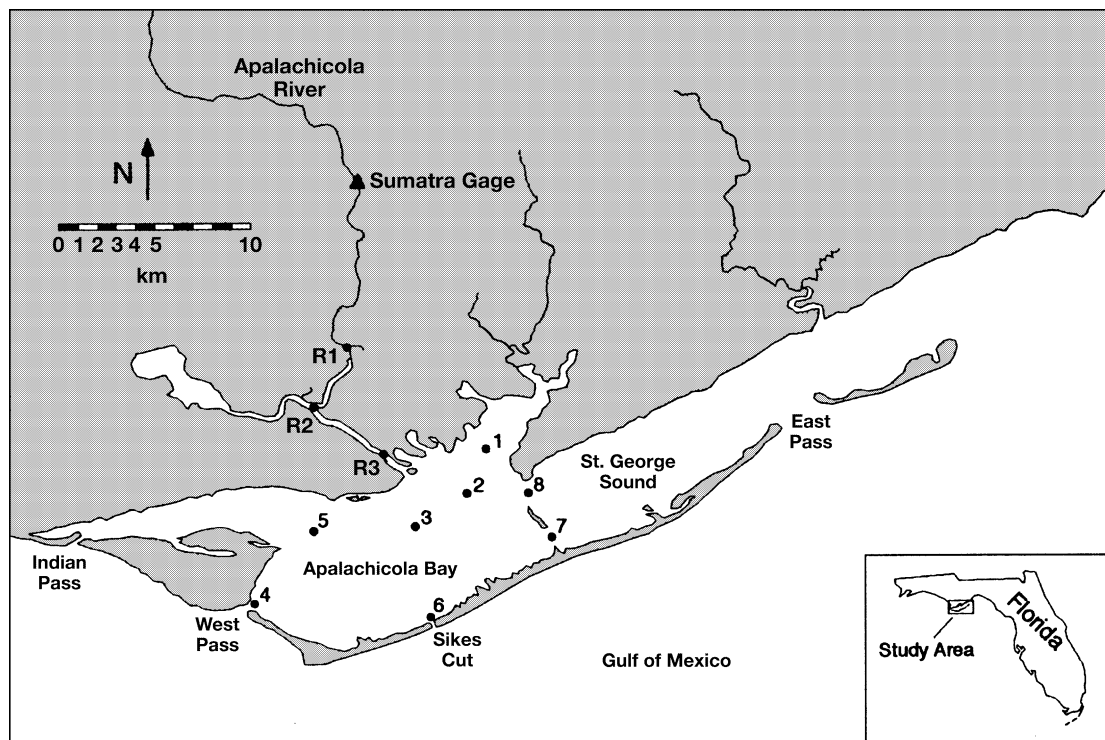 Apalachicola
River
N
Sumatra Gage
0 1 2 3 4 5 10
km
R1
R2
R3
1
2
3
4
5
6
7
8
East
Pass
St. George
Sound
Indian
Pass
Apalachicola Bay
West
Pass
Sikes
Cut
Gulf of Mexico
Florida
Study Area